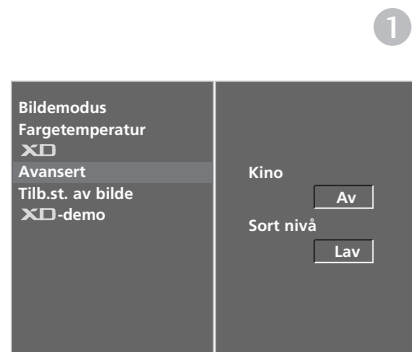 1
Bildemodus
Fargetemperatur
XD
Avansert
Tilb.st. av bilde
XD-demo
Kino
Av
Sort nivå
Lav